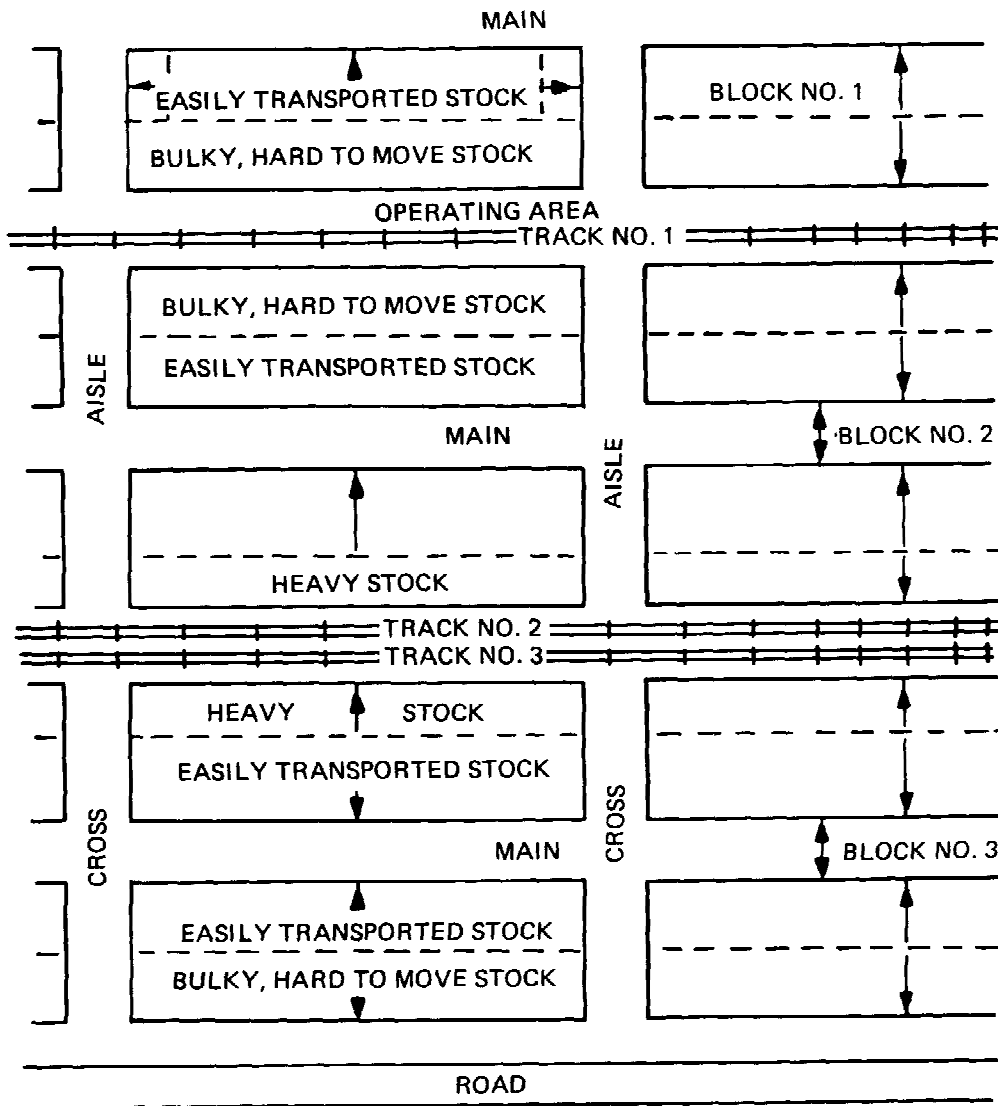 MAIN
EASILY TRANSPORTED STOCK
BLOCK NO. 1
BULKY, HARD TO MOVE STOCK
OPERATING AREA
TRACK NO. 1
BULKY, HARD TO MOVE STOCK
EASILY TRANSPORTED STOCK
AISLE
MAIN
AISLE
BLOCK NO. 2
HEAVY STOCK
TRACK NO. 2
TRACK NO. 3
HEAVY STOCK
EASILY TRANSPORTED STOCK
CROSS
MAIN
CROSS
BLOCK NO. 3
EASILY TRANSPORTED STOCK
BULKY, HARD TO MOVE STOCK
ROAD